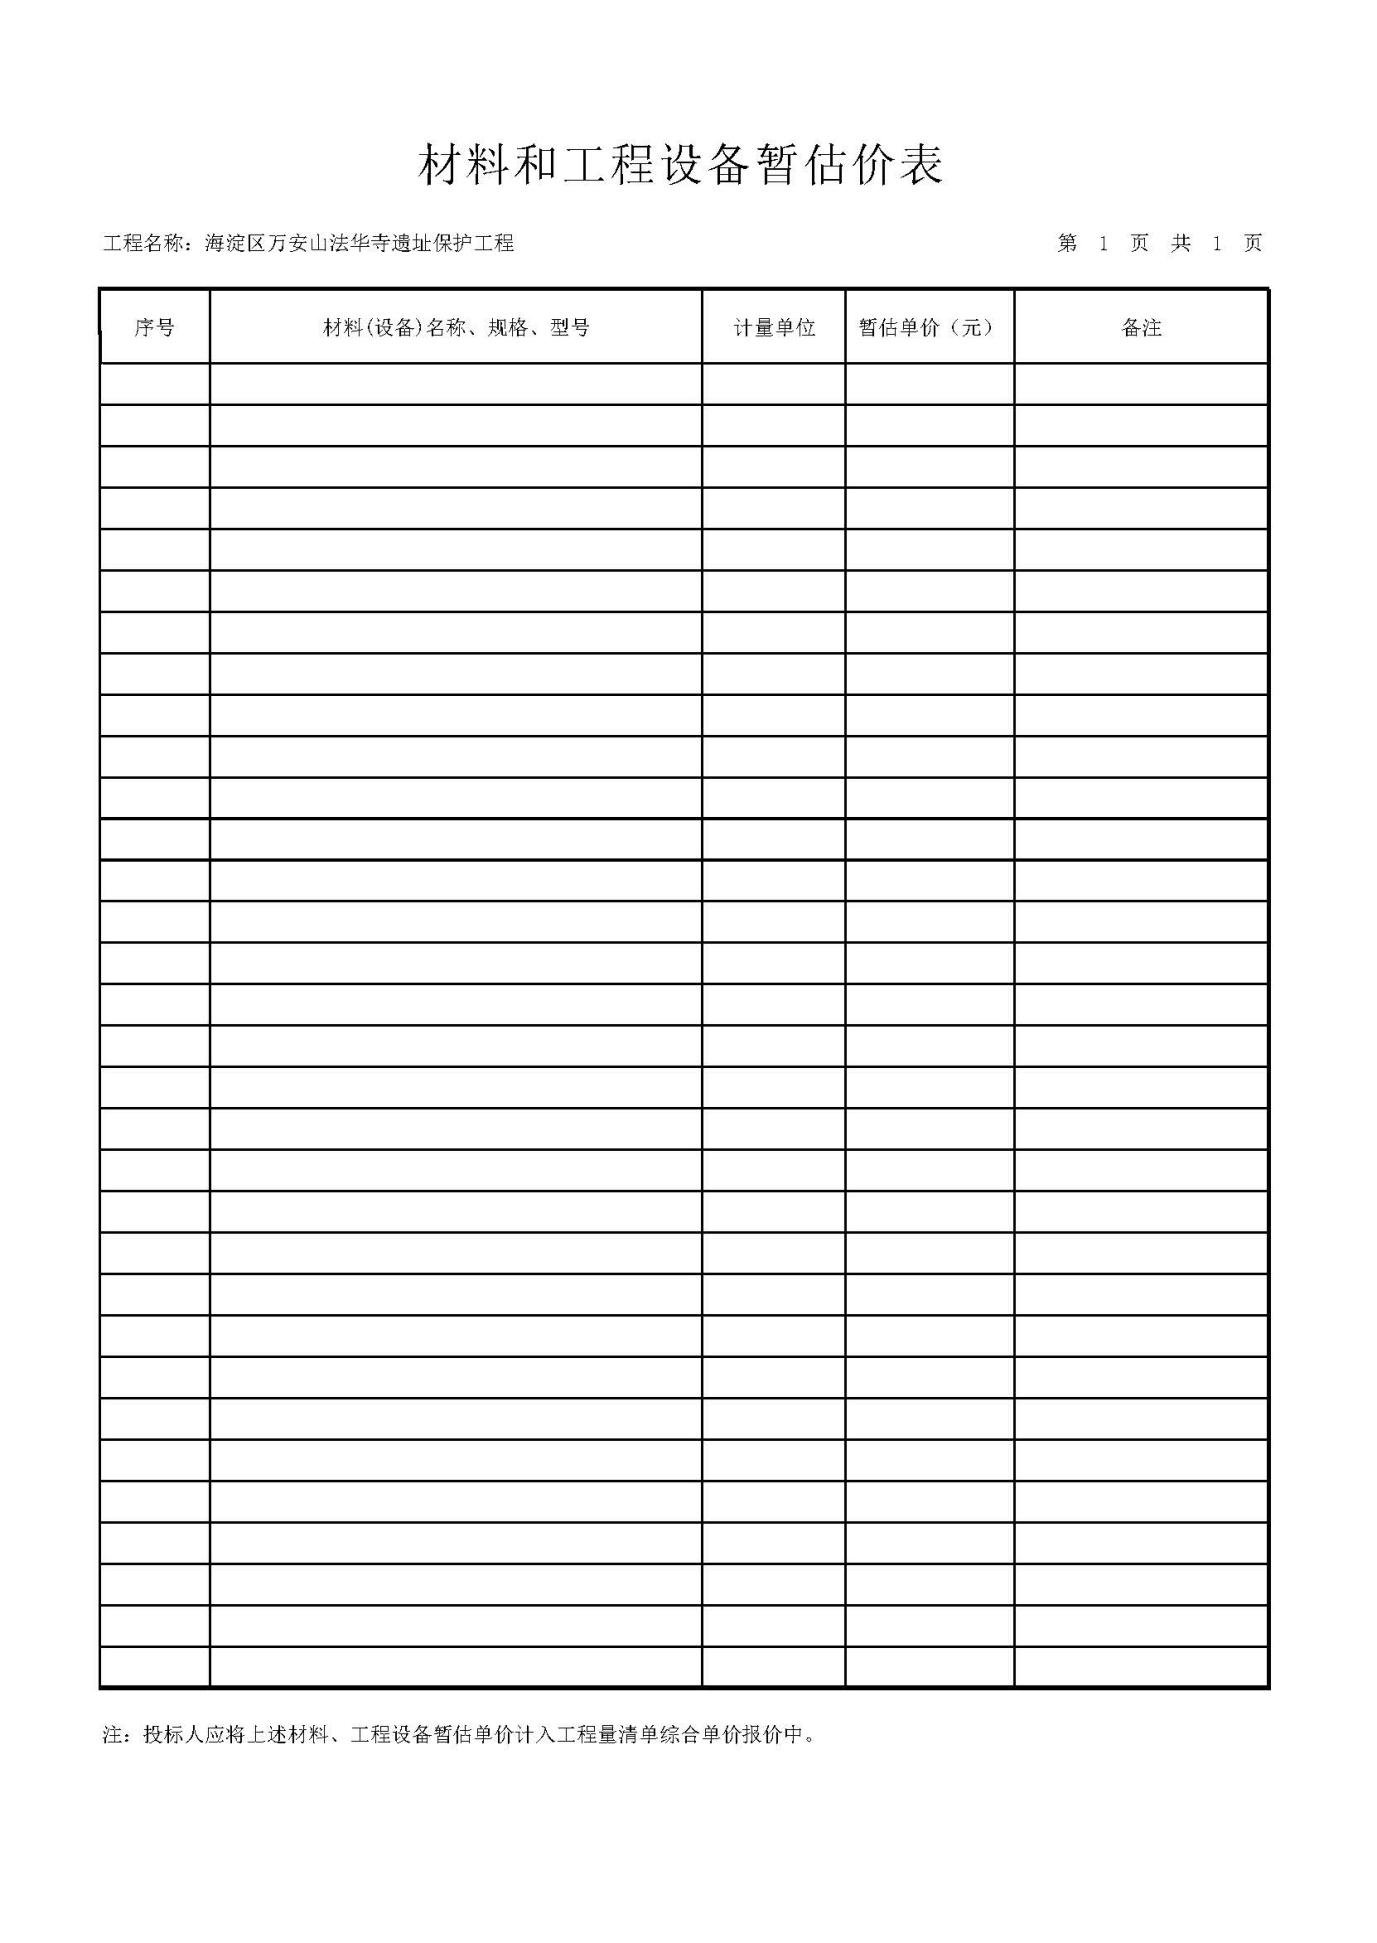 材料和工程设备暂估价表
工程名称：海淀区万安山法华寺遗址保护工程 第 1 页 共 1 页
序号 材料(设备)名称、规格、型号 计量单位 暂估单价（元） 备注
注：投标人应将上述材料、工程设备暂估单价计入工程量清单综合单价报价中。